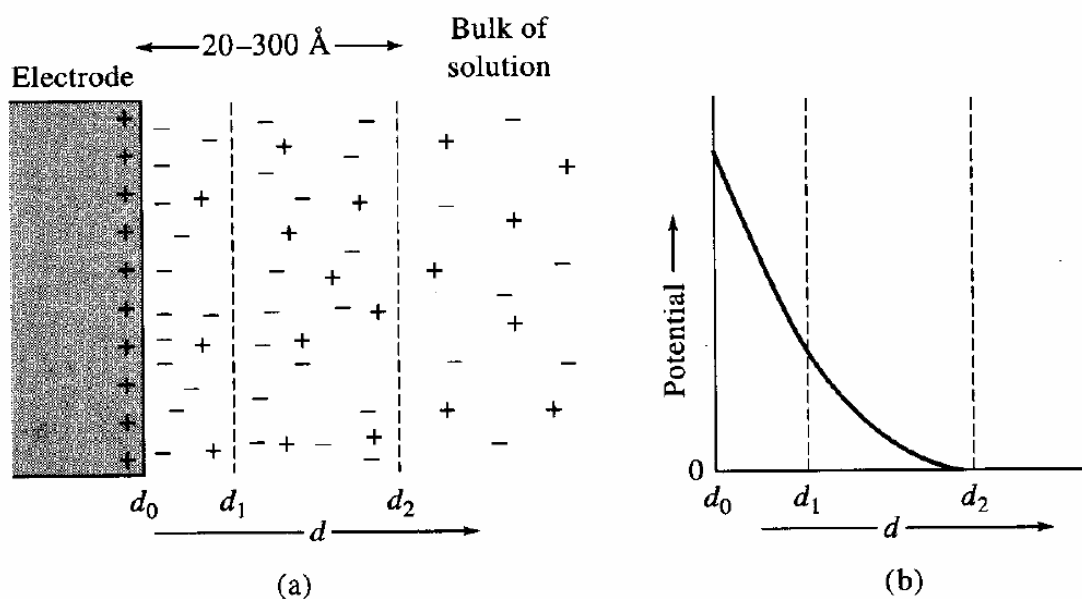 20–300 Å
Bulk of
solution
Electrode
d₀
d₁
d₂
d
(a)
Potential
0
d₀
d₁
d₂
d
(b)